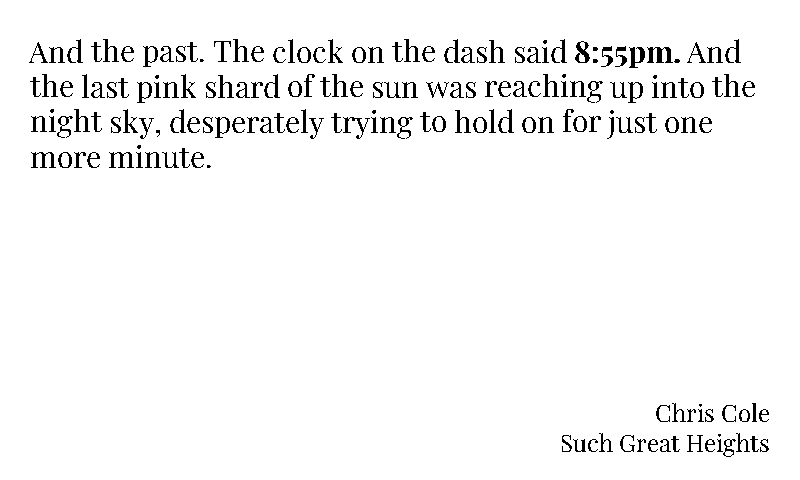 And the past. The clock on the dash said 8:55pm. And
the last pink shard of the sun was reaching up into the
night sky, desperately trying to hold on for just one
more minute.
Chris Cole
Such Great Heights